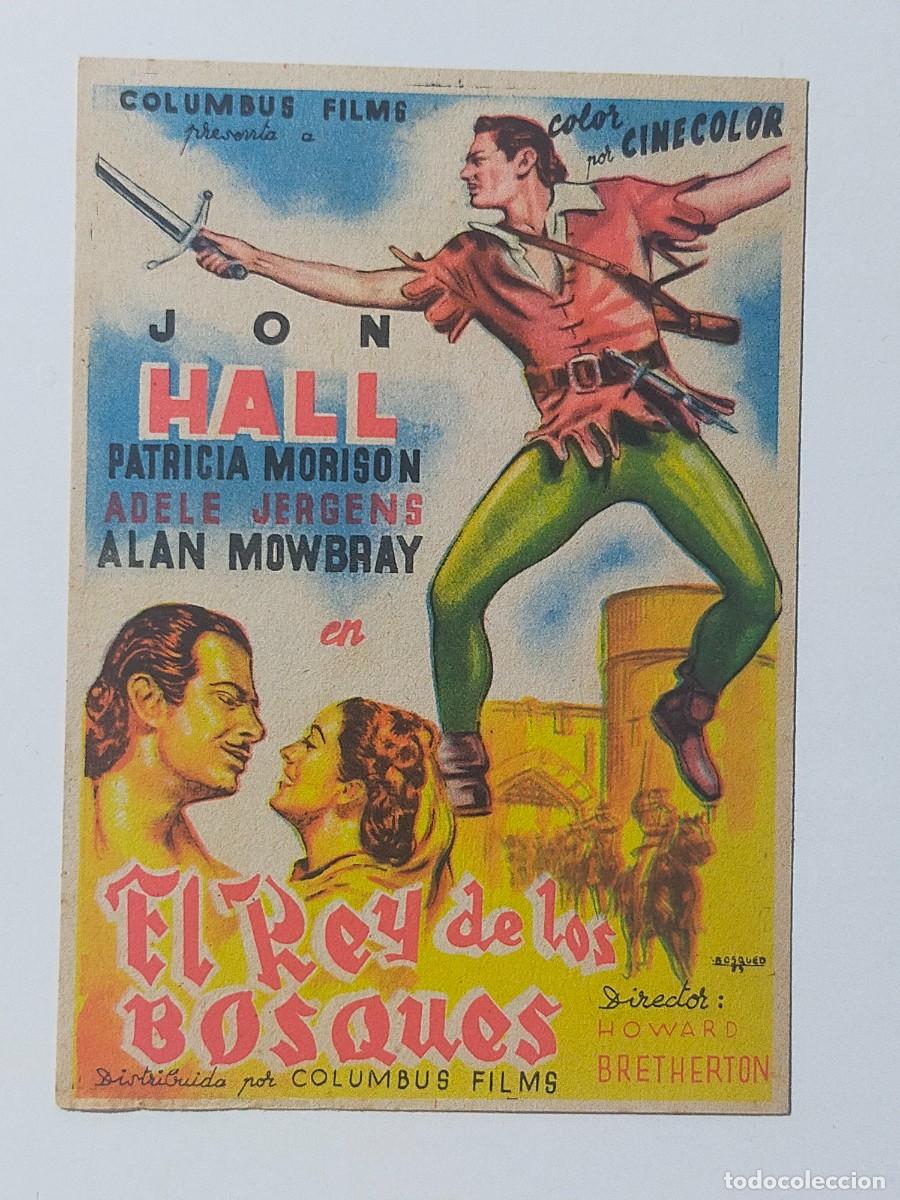 COLUMBUS FILMS
presenta a
color
por CINECOLOR
JON
HALL
PATRICIA MORISON
ADELE JERGENS
ALAN MOWBRAY
en
El Rey de los
BOSQUES
BOSQUED
Director:
HOWARD
BRETHERTON
Distribuida por COLUMBUS FILMS
todocoleccion